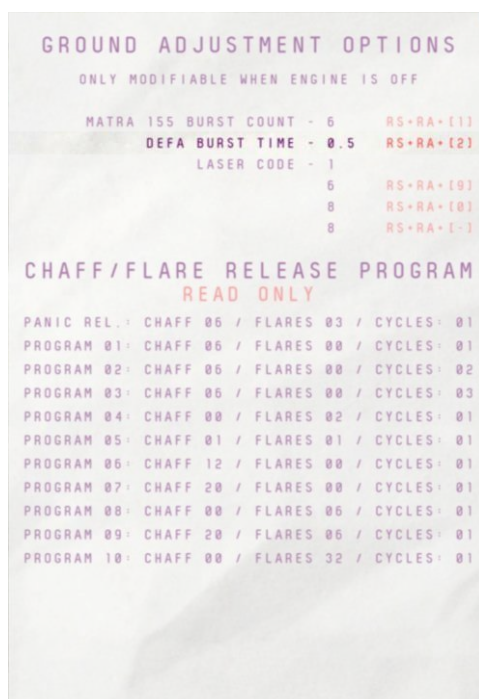 GROUND ADJUSTMENT OPTIONS
ONLY MODIFIABLE WHEN ENGINE IS OFF
MATRA 155 BURST COUNT - 6 RS+RA+[1]
DEFA BURST TIME - 0.5 RS+RA+[2]
LASER CODE - 1
6 RS+RA+[9]
8 RS+RA+[0]
8 RS+RA+[-]
CHAFF/FLARE RELEASE PROGRAM
READ ONLY
PANIC REL.: CHAFF 06 / FLARES 03 / CYCLES: 01
PROGRAM 01: CHAFF 06 / FLARES 00 / CYCLES: 01
PROGRAM 02: CHAFF 06 / FLARES 00 / CYCLES: 02
PROGRAM 03: CHAFF 06 / FLARES 00 / CYCLES: 03
PROGRAM 04: CHAFF 00 / FLARES 02 / CYCLES: 01
PROGRAM 05: CHAFF 01 / FLARES 01 / CYCLES: 01
PROGRAM 06: CHAFF 12 / FLARES 00 / CYCLES: 01
PROGRAM 07: CHAFF 20 / FLARES 00 / CYCLES: 01
PROGRAM 08: CHAFF 00 / FLARES 06 / CYCLES: 01
PROGRAM 09: CHAFF 20 / FLARES 06 / CYCLES: 01
PROGRAM 10: CHAFF 00 / FLARES 32 / CYCLES: 01